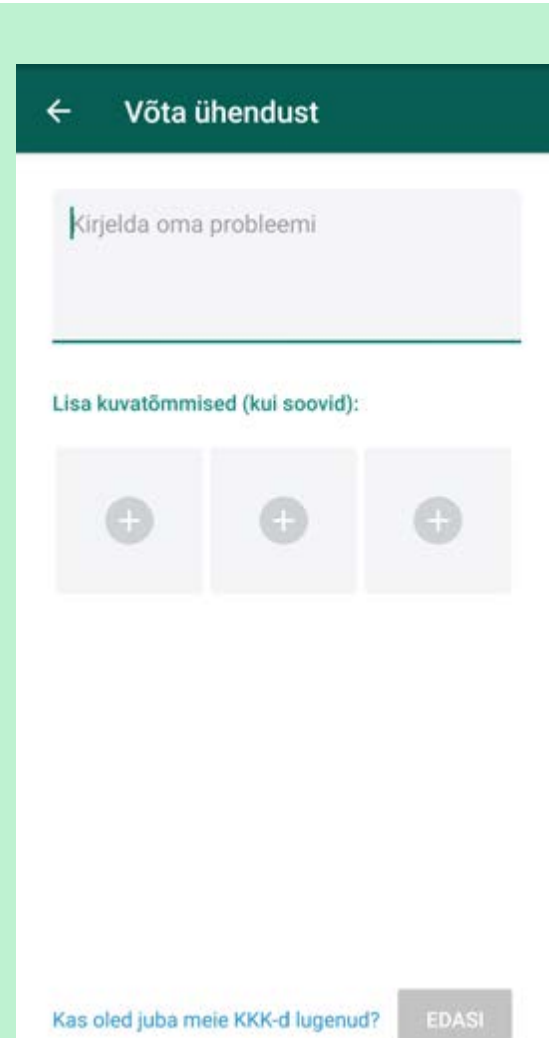 Võta ühendust
Kirjelda oma probleemi
Lisa kuvatõmmised (kui soovid):
Kas oled juba meie KKK-d lugenud?
EDASI